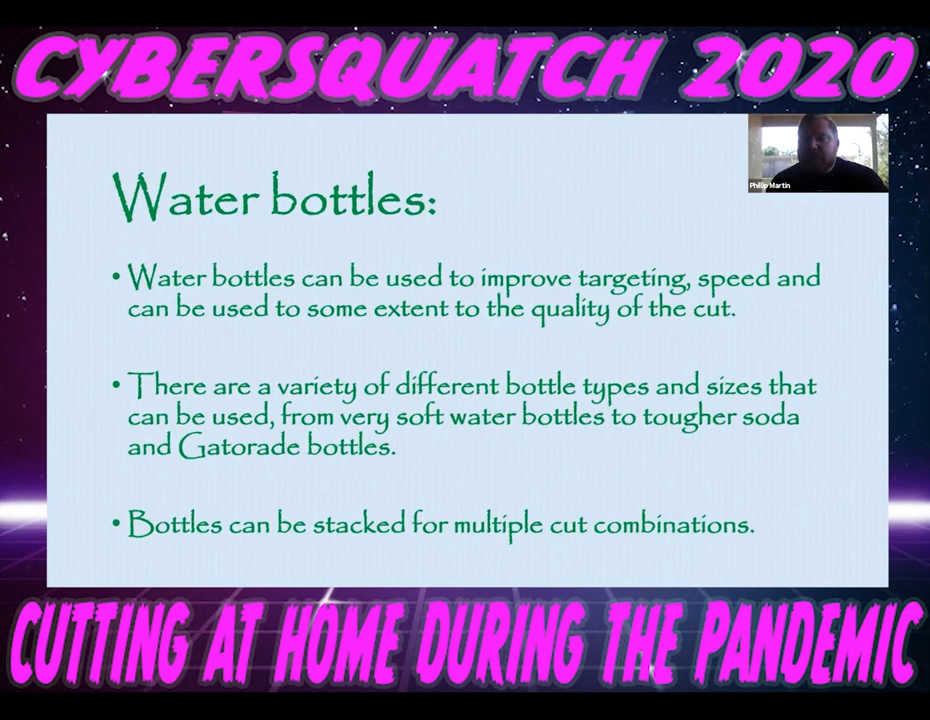 CYBERSQUATCH 2020
Philip Martin
Water bottles:
• Water bottles can be used to improve targeting, speed and
can be used to some extent to the quality of the cut.
• There are a variety of different bottle types and sizes that
can be used, from very soft water bottles to tougher soda
and Gatorade bottles.
• Bottles can be stacked for multiple cut combinations.
CUTTING AT HOME DURING THE PANDEMIC